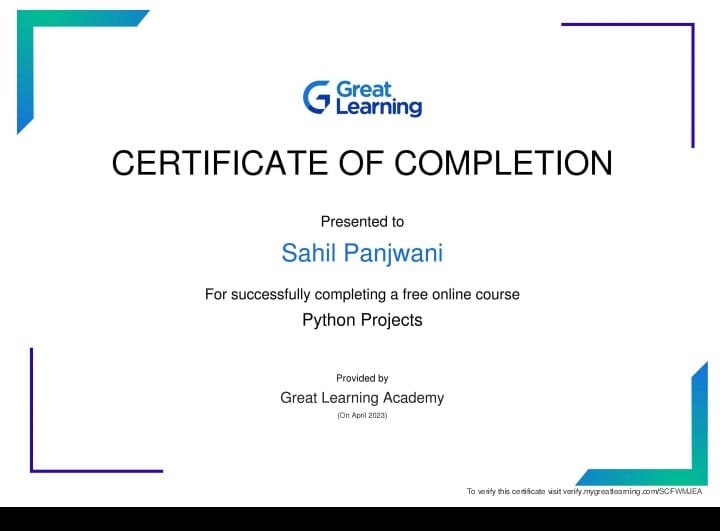 Great
Learning
CERTIFICATE OF COMPLETION
Presented to
Sahil Panjwani
For successfully completing a free online course
Python Projects
Provided by
Great Learning Academy
(On April 2023)
To verify this certificate visit verify.mygreatlearning.com/SCFWMJEA